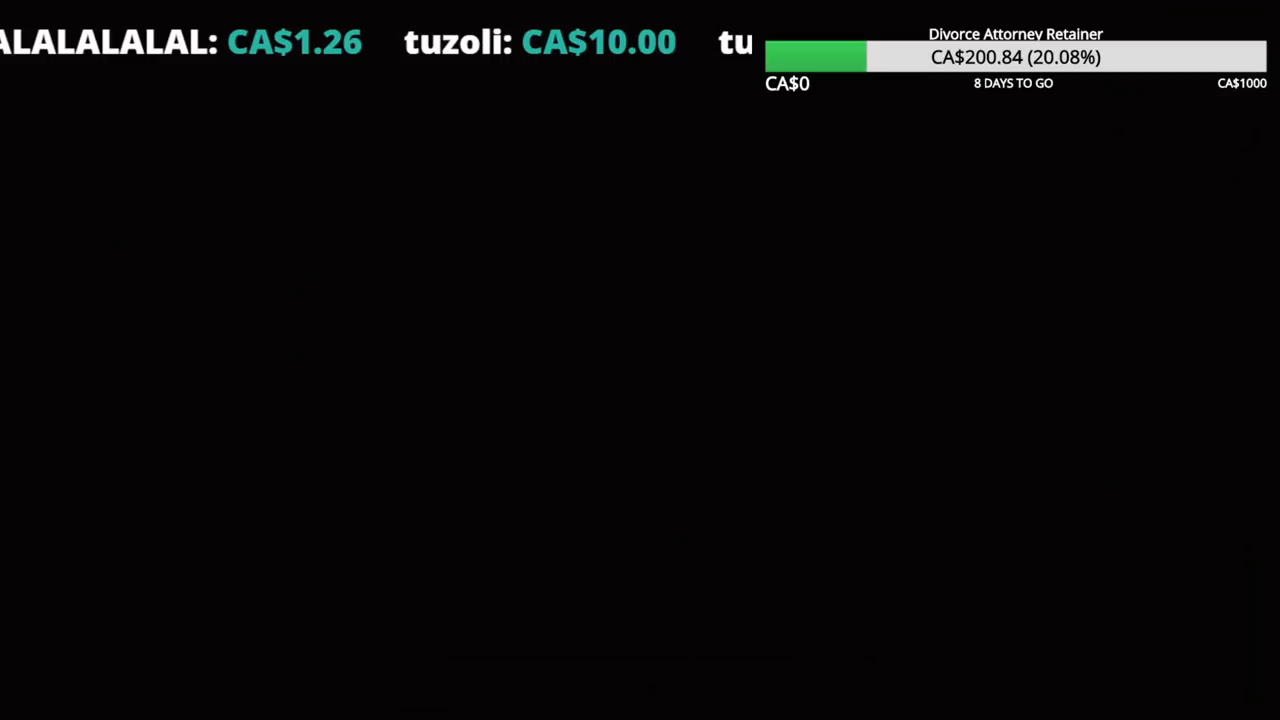 ALALALALAL: CA$1.26 tuzoli: CA$10.00 tu
Divorce Attorney Retainer
CA$200.84 (20.08%)
CA$0 8 DAYS TO GO CA$1000